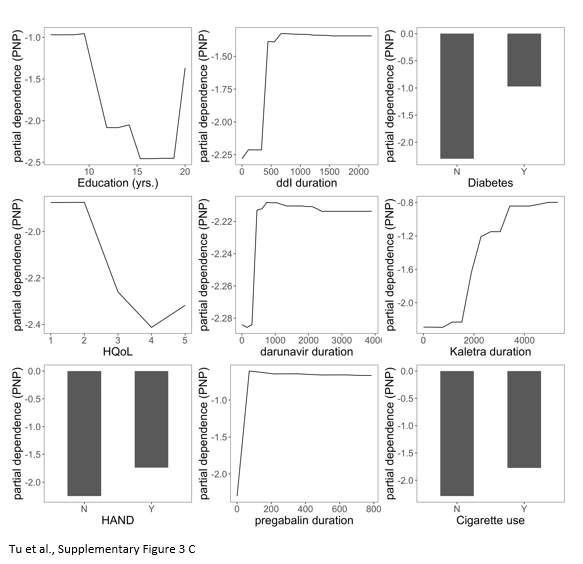 partial dependence (PNP)
-1.0
-1.5
-2.0
-2.5
10
15
20
Education (yrs.)
partial dependence (PNP)
-1.50
-1.75
-2.00
-2.25
0
500
1000
1500
2000
ddI duration
partial dependence (PNP)
0.0
-0.5
-1.0
-1.5
-2.0
N
Y
Diabetes
partial dependence (PNP)
-2.0
-2.2
-2.4
1
2
3
4
5
HQoL
partial dependence (PNP)
-2.22
-2.24
-2.26
-2.28
0
1000
2000
3000
400
darunavir duration
partial dependence (PNP)
-0.8
-1.2
-1.6
-2.0
0
2000
4000
Kaletra duration
partial dependence (PNP)
0.0
-0.5
-1.0
-1.5
-2.0
N
Y
HAND
partial dependence (PNP)
-1.0
-1.5
-2.0
0
200
400
600
800
pregabalin duration
partial dependence (PNP)
0.0
-0.5
-1.0
-1.5
-2.0
N
Y
Cigarette use
Tu et al., Supplementary Figure 3 C